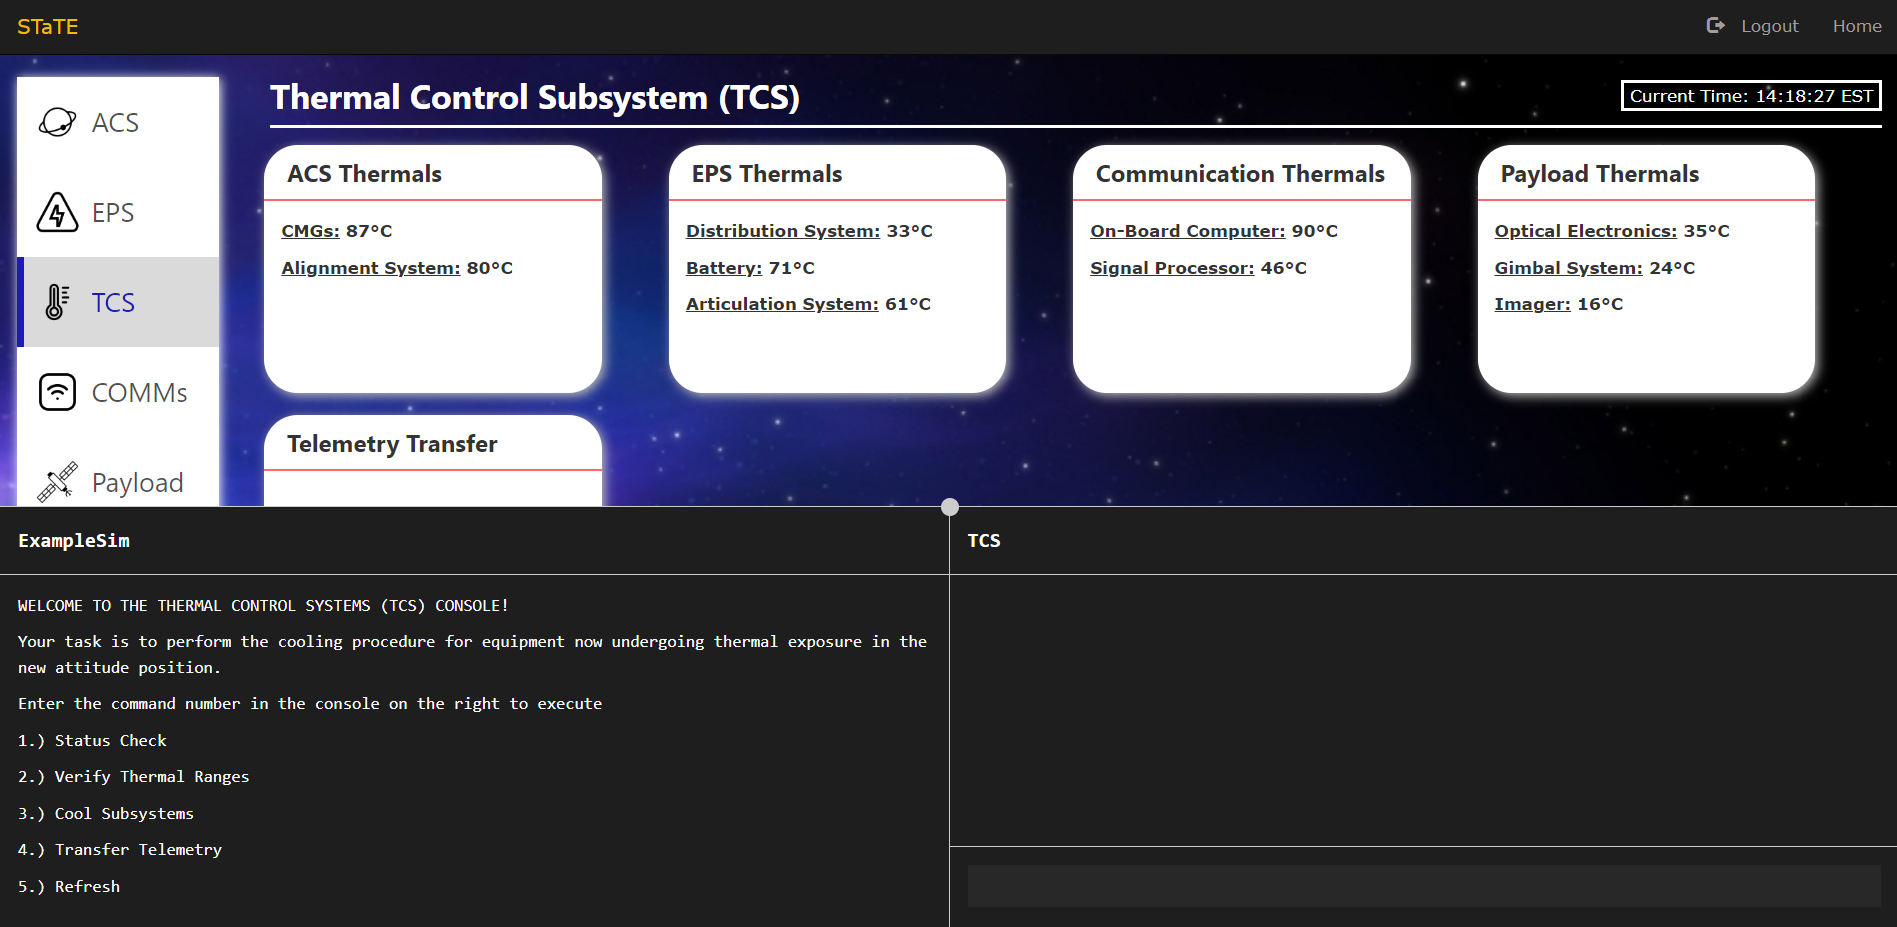 STaTE
Logout
Home
ACS
EPS
TCS
COMMs
Payload
Thermal Control Subsystem (TCS)
Current Time: 14:18:27 EST
ACS Thermals
CMGs: 87°C
Alignment System: 80°C
EPS Thermals
Distribution System: 33°C
Battery: 71°C
Articulation System: 61°C
Communication Thermals
On-Board Computer: 90°C
Signal Processor: 46°C
Payload Thermals
Optical Electronics: 35°C
Gimbal System: 24°C
Imager: 16°C
Telemetry Transfer
ExampleSim
WELCOME TO THE THERMAL CONTROL SYSTEMS (TCS) CONSOLE!
Your task is to perform the cooling procedure for equipment now undergoing thermal exposure in the
new attitude position.
Enter the command number in the console on the right to execute
1.) Status Check
2.) Verify Thermal Ranges
3.) Cool Subsystems
4.) Transfer Telemetry
5.) Refresh
TCS